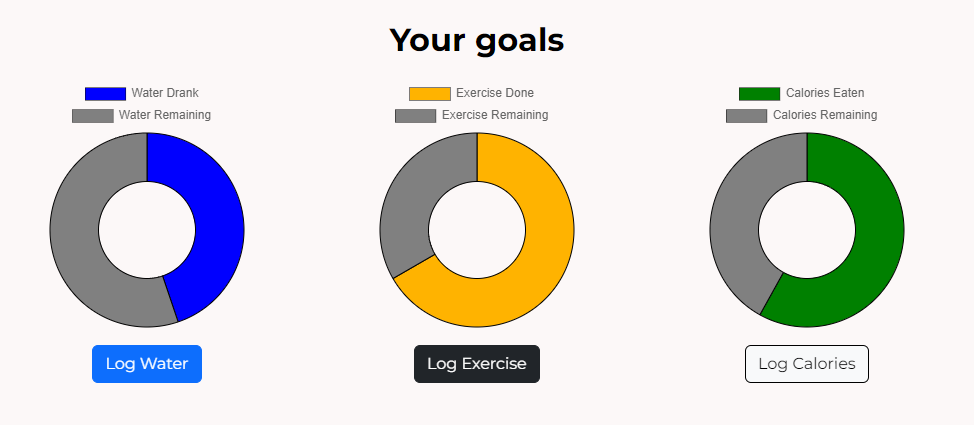 Your goals
Water Drank
Water Remaining
Exercise Done
Exercise Remaining
Calories Eaten
Calories Remaining
Log Water
Log Exercise
Log Calories